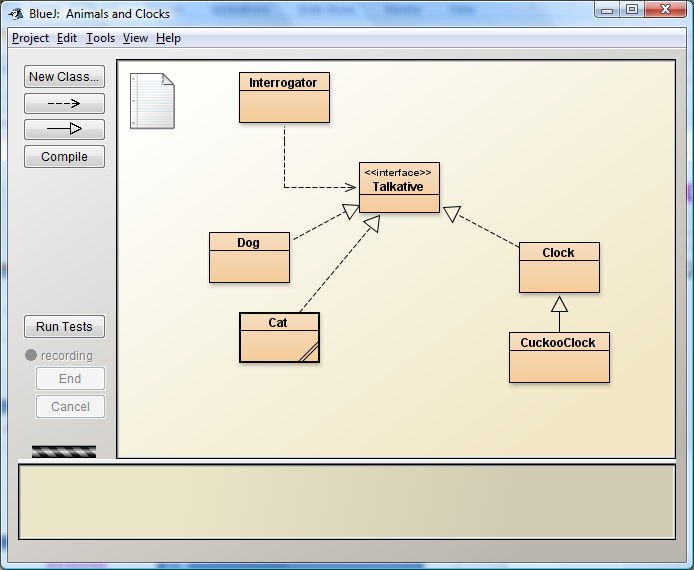 BlueJ: Animals and Clocks
Project Edit Tools View Help
New Class...
Compile
Interrogator
<<interface>>
Talkative
Dog
Clock
Cat
CuckooClock
Run Tests
recording
End
Cancel